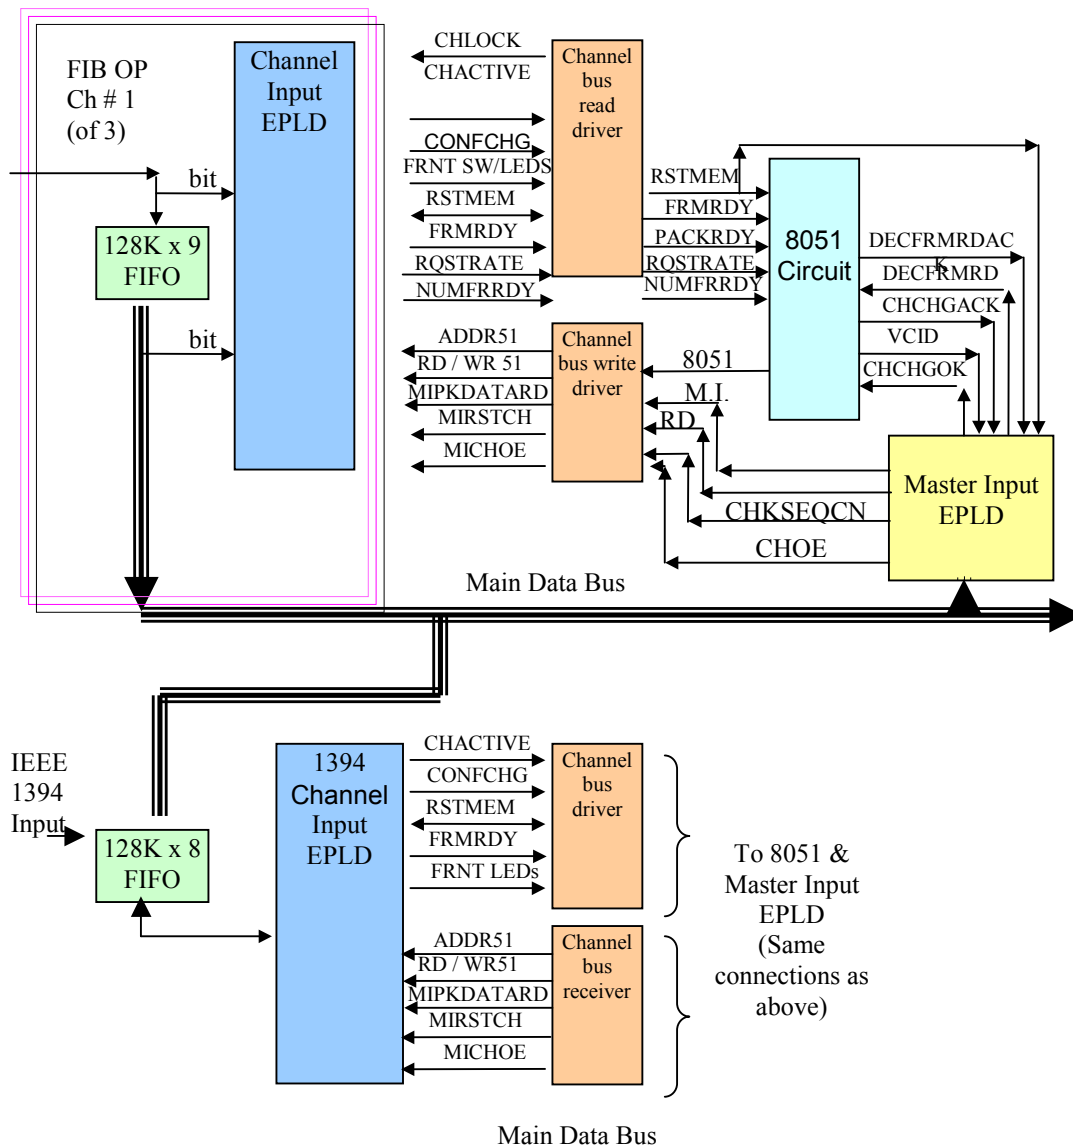 FIB OP
Ch # 1
(of 3)
bit
128K x 9
FIFO
bit
Channel
Input
EPLD
CHLOCK
CHACTIVE
CONFCHG
FRNT SW/LEDS
RSTMEM
FRMRDY
RQSTRATE
NUMFRRDY
Channel
bus
read
driver
RSTMEM
FRMRDY
PACKRDY
RQSTRATE
NUMFRRDY
8051
Circuit
DECFRMRDAC
K
DECFRMRD
CHCHGACK
VCID
CHCHGOK
ADDR51
RD / WR 51
MIPKDATARD
MIRSTCH
MICHOE
Channel
bus write
driver
8051
M.I.
RD
CHKSEQCN
CHOE
Master Input
EPLD
Main Data Bus
IEEE
1394
Input
128K x 8
FIFO
1394
Channel
Input
EPLD
CHACTIVE
CONFCHG
RSTMEM
FRMRDY
FRNT LEDs
Channel
bus
driver
ADDR51
RD / WR51
MIPKDATARD
MIRSTCH
MICHOE
Channel
bus
receiver
To 8051 &
Master Input
EPLD
(Same
connections as
above)
Main Data Bus